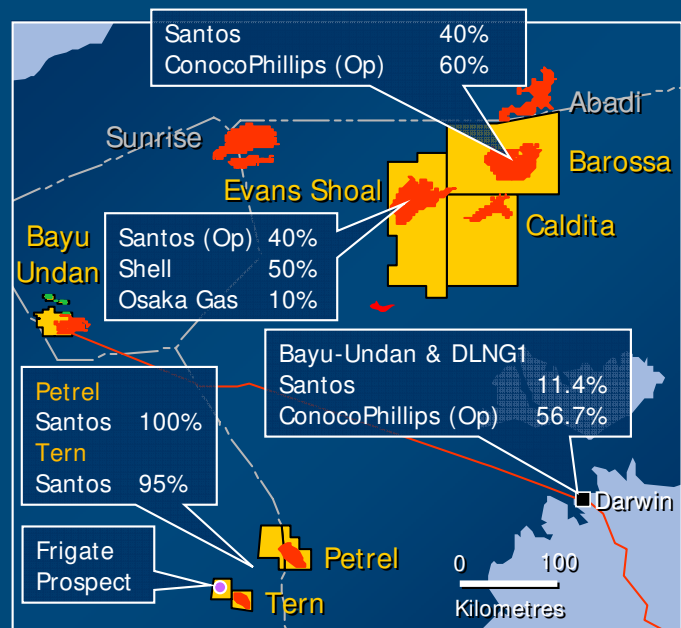 Santos 40%
ConocoPhillips (Op) 60%
Abadi
Sunrise
Barossa
Evans Shoal
Caldita
Bayu
Undan
Santos (Op) 40%
Shell 50%
Osaka Gas 10%
Bayu-Undan & DLNG1
Santos 11.4%
ConocoPhillips (Op) 56.7%
Petrel
Santos 100%
Tern
Santos 95%
Darwin
Frigate
Prospect
Petrel
Tern
0 100
Kilometres